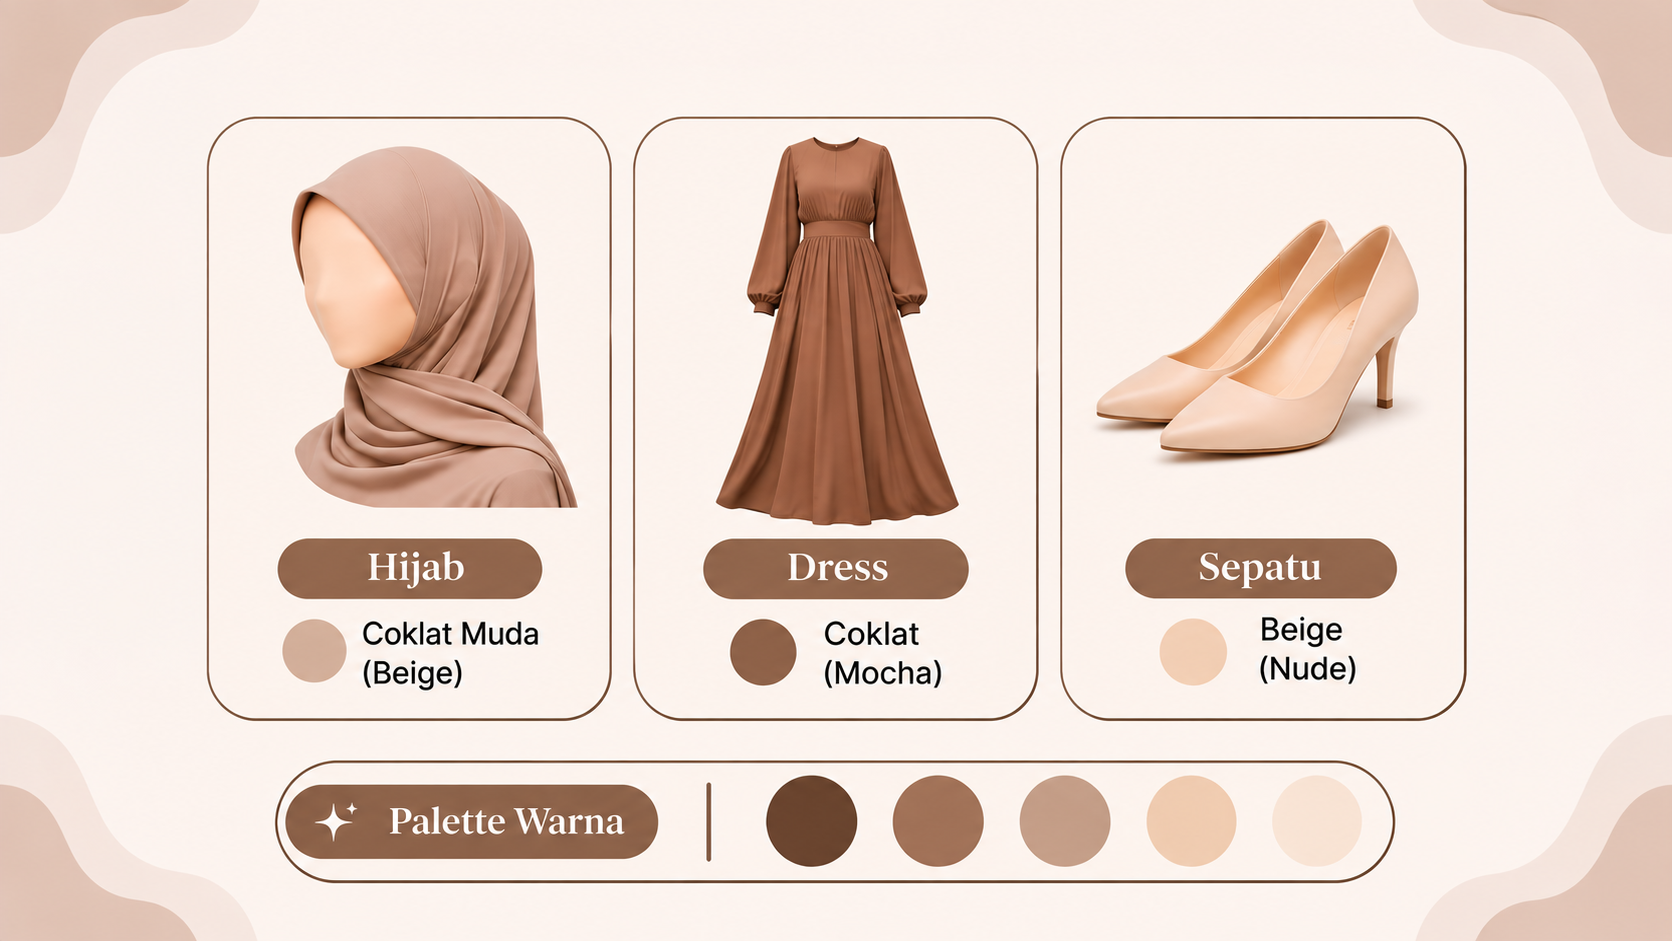 Hijab
Coklat Muda
(Beige)
Dress
Coklat
(Mocha)
Sepatu
Beige
(Nude)
Palette Warna